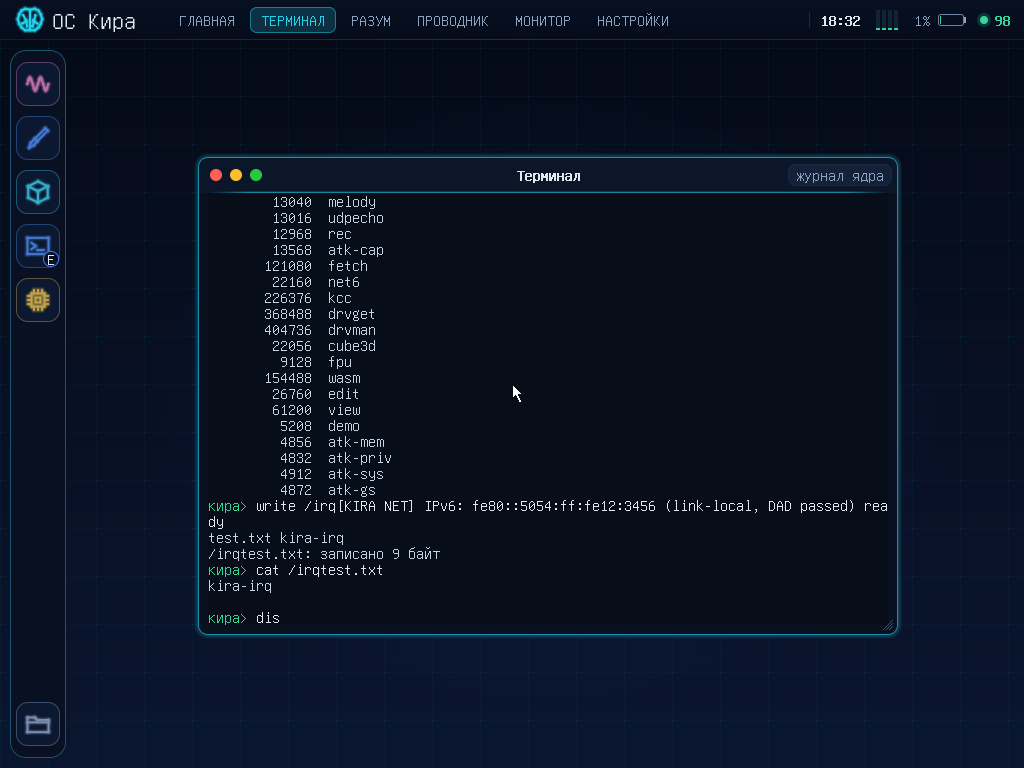 ОС Кира
ГЛАВНАЯ ТЕРМИНАЛ РАЗУМ ПРОВОДНИК МОНИТОР НАСТРОЙКИ
18:32 1% 98
E
Терминал
журнал ядра
13040 melody
13016 udpecho
12968 rec
13568 atk-cap
121080 fetch
22160 net6
226376 kcc
368488 drvget
404736 drvman
22056 cube3d
9128 fpu
154488 wasm
26760 edit
61200 view
5208 demo
4856 atk-mem
4832 atk-priv
4912 atk-sys
4872 atk-gs
кира> write /irq[KIRA NET] IPv6: fe80::5054:ff:fe12:3456 (link-local, DAD passed) rea
dy
test.txt kira-irq
/irqtest.txt: записано 9 байт
кира> cat /irqtest.txt
kira-irq
кира> dis